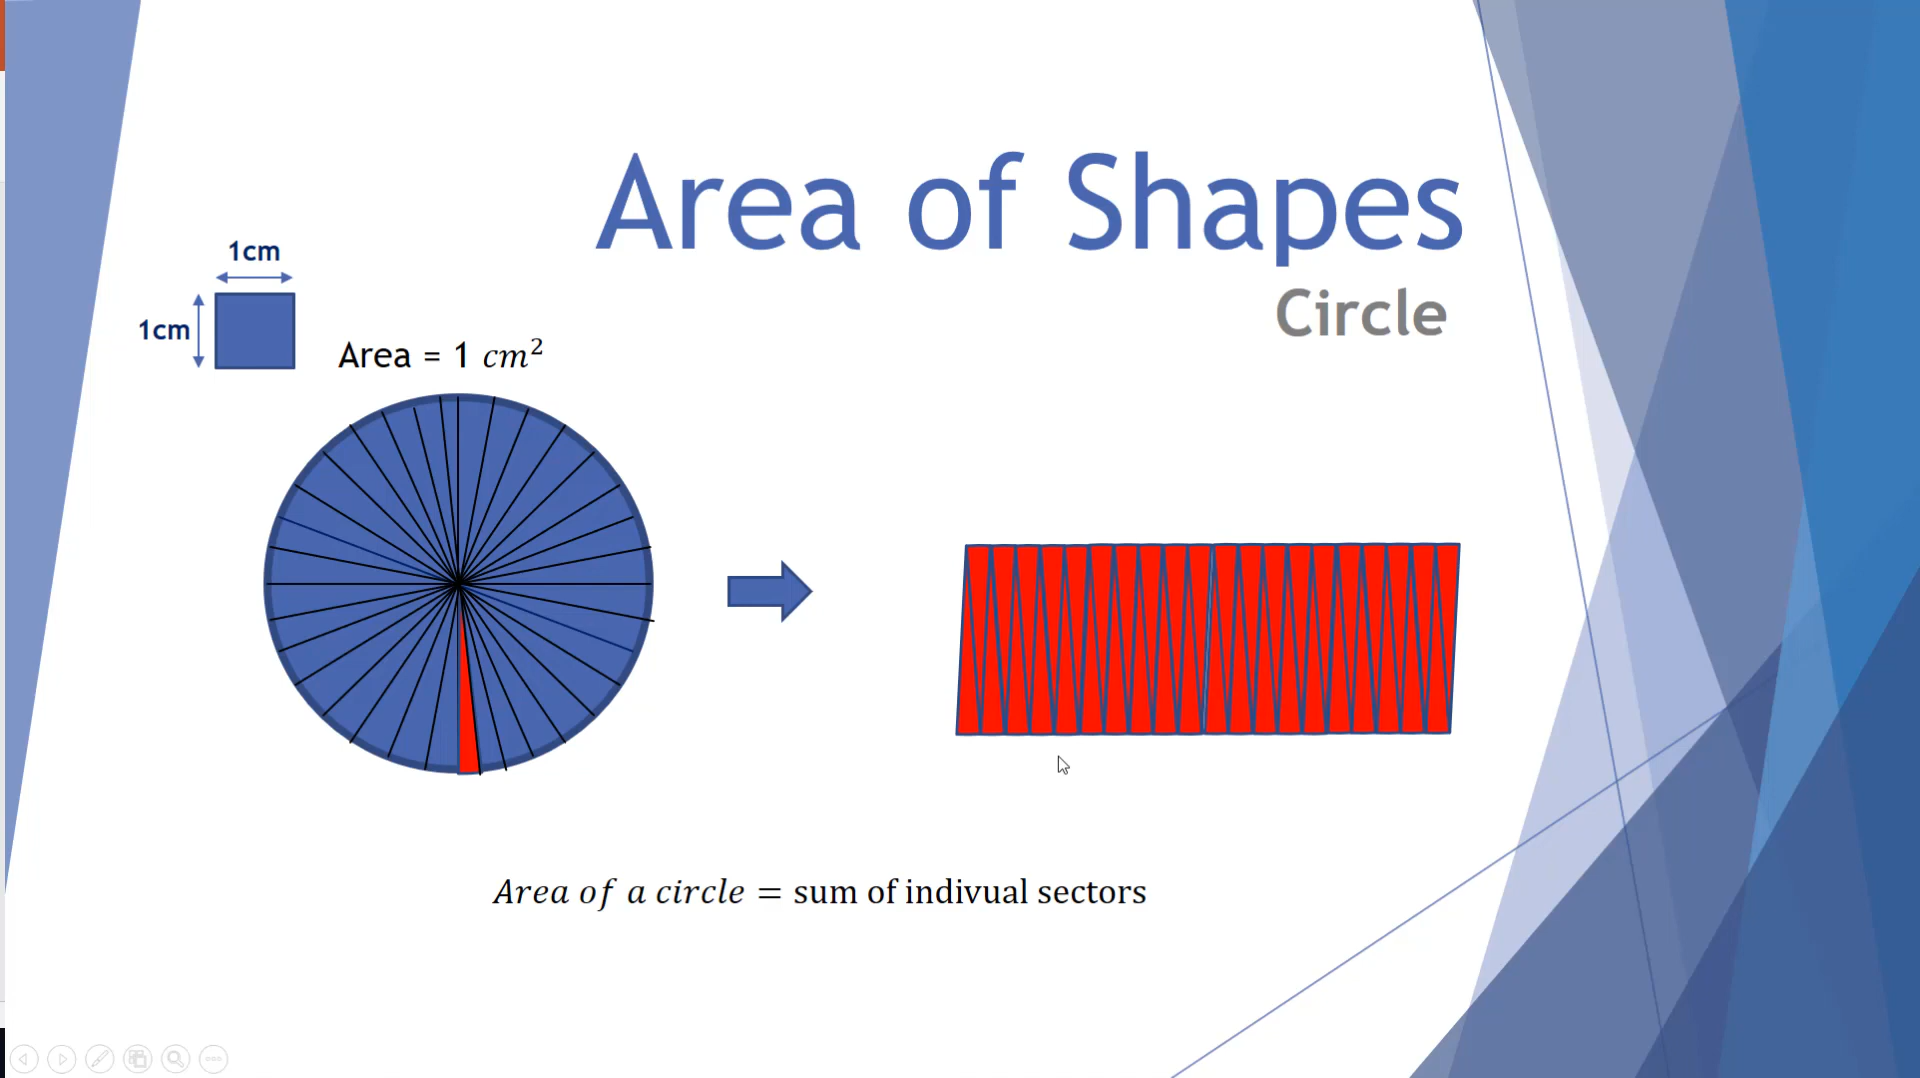 Area of Shapes
Circle
1cm
1cm
Area = 1 cm²
Area of a circle = sum of indivual sectors